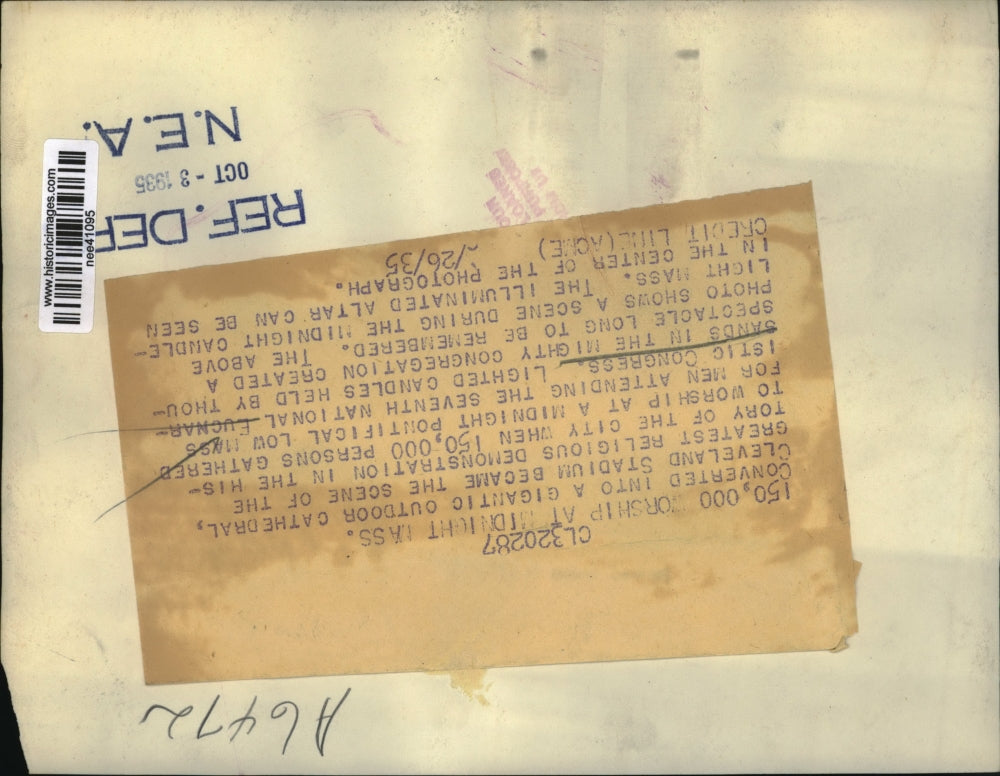 A6472
CL320287
150,000 WORSHIP AT MIDNIGHT MASS.
CONVERTED INTO A GIGANTIC OUTDOOR CATHEDRAL,
CLEVELAND STADIUM BECAME THE SCENE OF THE
GREATEST RELIGIOUS DEMONSTRATION IN THE HIS-
TORY OF THE CITY WHEN 150,000 PERSONS GATHERED
TO WORSHIP AT A MIDNIGHT PONTIFICAL LOW MASS
FOR MEN ATTENDING THE SEVENTH NATIONAL EUCHAR-
ISTIC CONGRESS. LIGHTED CANDLES HELD BY THOU-
SANDS IN THE MIGHTY CONGREGATION CREATED A
SPECTACLE LONG TO BE REMEMBERED. THE ABOVE
PHOTO SHOWS A SCENE DURING THE MIDNIGHT CANDLE-
LIGHT MASS. THE ILLUMINATED ALTAR CAN BE SEEN
IN THE CENTER OF THE PHOTOGRAPH.
CREDIT LINE (ACME) /26/35
REF. DEP
OCT - 3 1935
N.E.A.
www.historicimages.com
nee41095